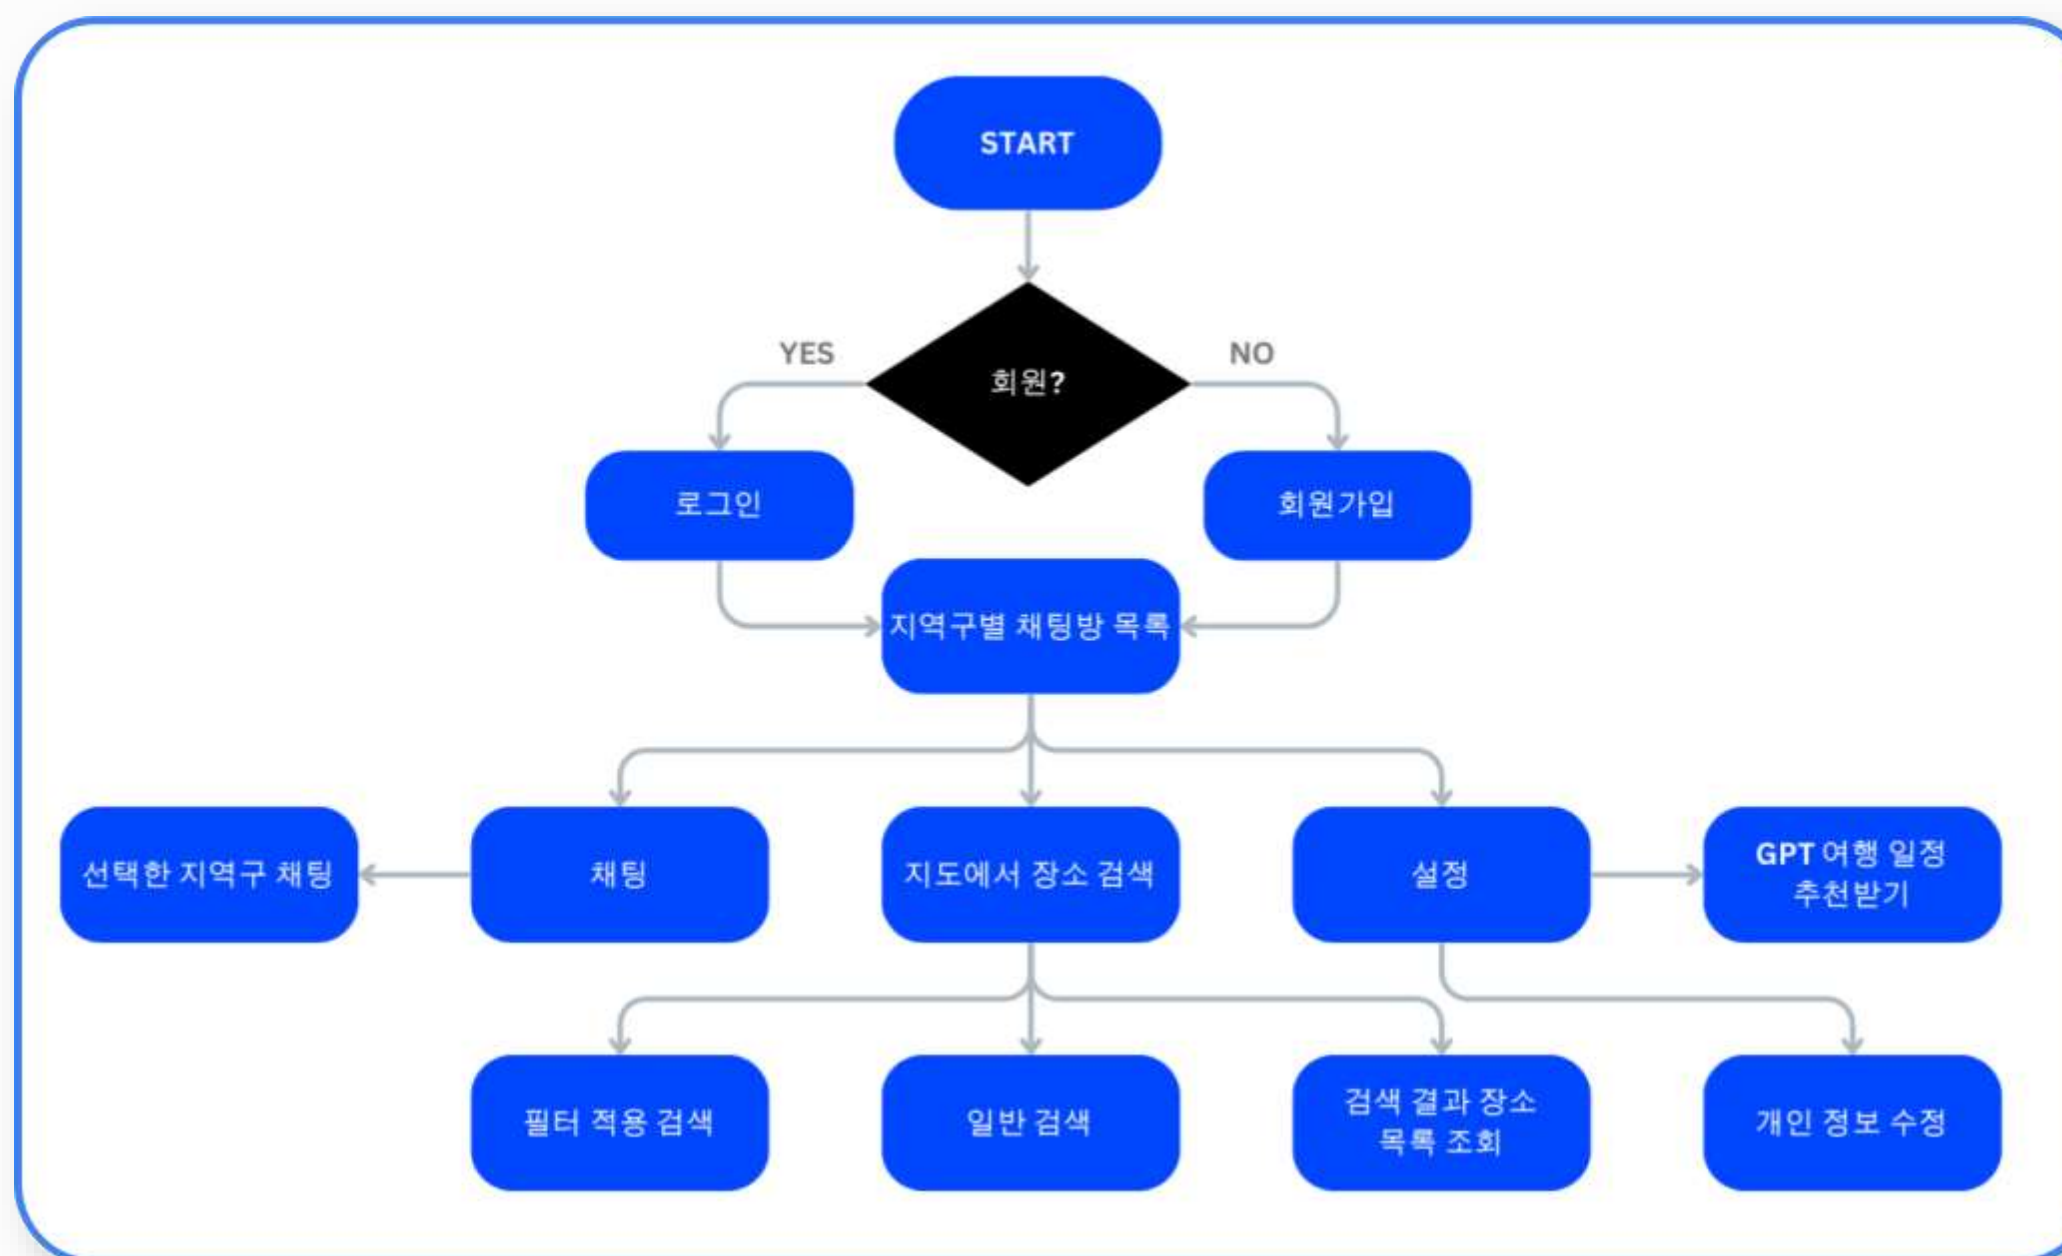 START
YES
NO
회원?
로그인
회원가입
지역구별 채팅방 목록
선택한 지역구 채팅
채팅
지도에서 장소 검색
설정
GPT 여행 일정
추천받기
필터 적용 검색
일반 검색
검색 결과 장소
목록 조회
개인 정보 수정